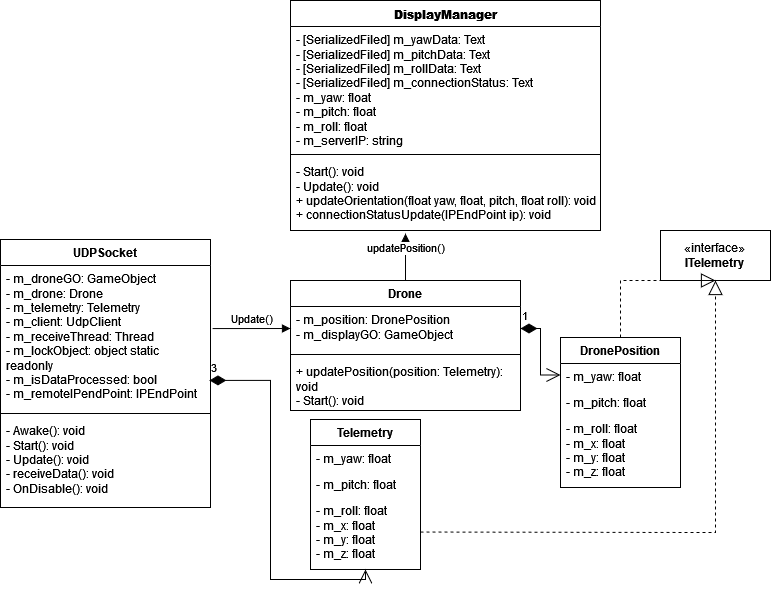 DisplayManager
- [SerializedFiled] m_yawData: Text
- [SerializedFiled] m_pitchData: Text
- [SerializedFiled] m_rollData: Text
- [SerializedFiled] m_connectionStatus: Text
- m_yaw: float
- m_pitch: float
- m_roll: float
- m_serverIP: string
- Start(): void
- Update(): void
+ updateOrientation(float yaw, float, pitch, float roll): void
+ connectionStatusUpdate(IPEndPoint ip): void
updatePosition()
«interface»
ITelemetry
UDPSocket
- m_droneGO: GameObject
- m_drone: Drone
- m_telemetry: Telemetry
- m_client: UdpClient
- m_receiveThread: Thread
- m_lockObject: object static
readonly
- m_isDataProcessed: bool
- m_remoteIPendPoint: IPEndPoint
- Awake(): void
- Start(): void
- Update(): void
- receiveData(): void
- OnDisable(): void
Update()
3
Drone
- m_position: DronePosition
- m_displayGO: GameObject
+ updatePosition(position: Telemetry):
void
- Start(): void
1
DronePosition
- m_yaw: float
- m_pitch: float
- m_roll: float
- m_x: float
- m_y: float
- m_z: float
Telemetry
- m_yaw: float
- m_pitch: float
- m_roll: float
- m_x: float
- m_y: float
- m_z: float